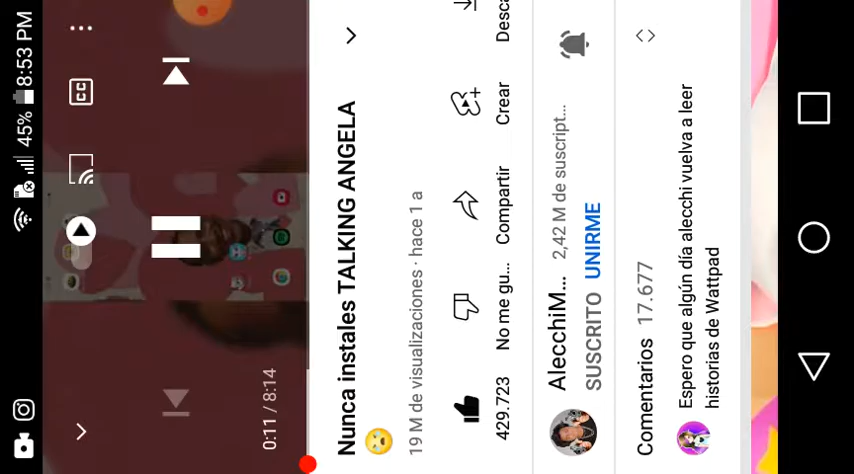 45% 8:53 PM
CC
0:11 / 8:14
Nunca instales TALKING ANGELA
😲
19 M de visualizaciones · hace 1 a
429.723
No me gu...
Compartir
Crear
Desca
AlecchiM... 2,42 M de suscript...
SUSCRITO UNIRME
Comentarios 17.677
Espero que algún día alecchi vuelva a leer
historias de Wattpad